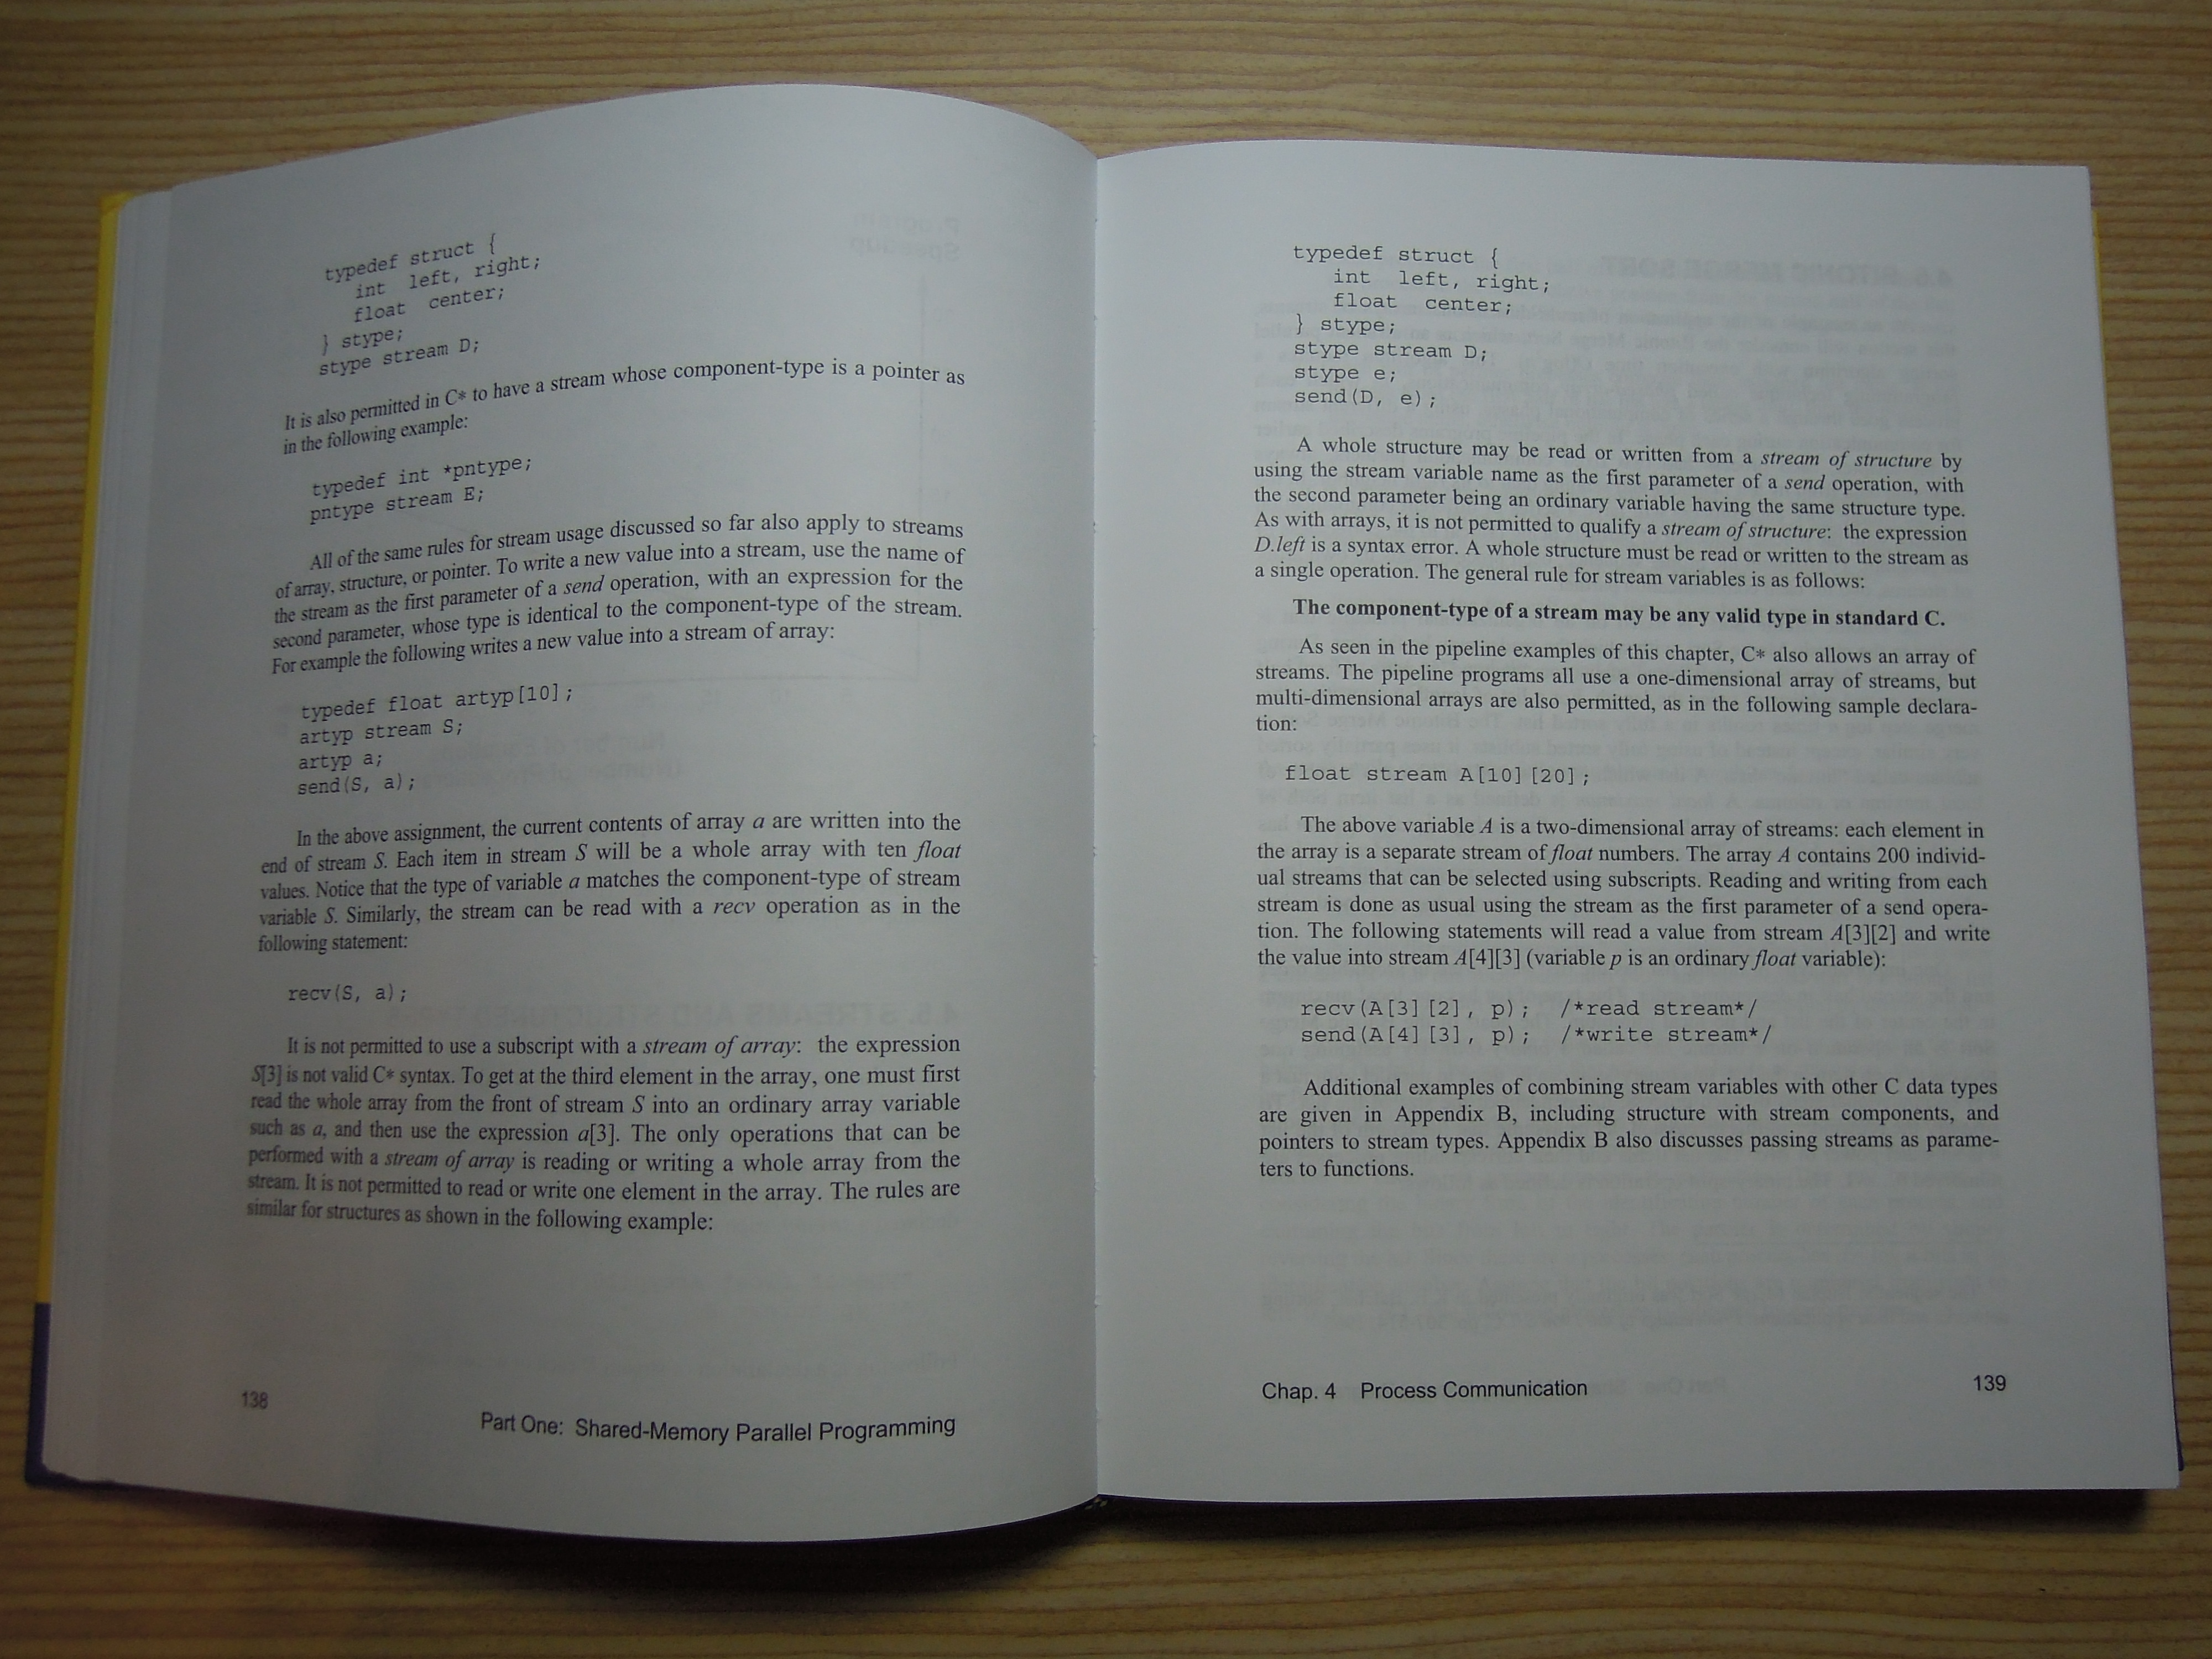 typedef struct {
int left, right;
float center;
} stype;
stype stream D;
It is also permitted in C* to have a stream whose component-type is a pointer as
in the following example:
typedef int *pntype;
pntype stream E;
All of the same rules for stream usage discussed so far also apply to streams
of array, structure, or pointer. To write a new value into a stream, use the name of
the stream as the first parameter of a send operation, with an expression for the
second parameter, whose type is identical to the component-type of the stream.
For example the following writes a new value into a stream of array:
typedef float artyp[10];
artyp stream S;
artyp a;
send(S, a);
In the above assignment, the current contents of array a are written into the
end of stream S. Each item in stream S will be a whole array with ten float
values. Notice that the type of variable a matches the component-type of stream
variable S. Similarly, the stream can be read with a recv operation as in the
following statement:
recv(S, a);
It is not permitted to use a subscript with a stream of array: the expression
S[3] is not valid C* syntax. To get at the third element in the array, one must first
read the whole array from the front of stream S into an ordinary array variable
such as a, and then use the expression a[3]. The only operations that can be
performed with a stream of array is reading or writing a whole array from the
stream. It is not permitted to read or write one element in the array. The rules are
similar for structures as shown in the following example:
138
Part One: Shared-Memory Parallel Programming
typedef struct {
int left, right;
float center;
} stype;
stype stream D;
stype e;
send(D, e);
A whole structure may be read or written from a stream of structure by
using the stream variable name as the first parameter of a send operation, with
the second parameter being an ordinary variable having the same structure type.
As with arrays, it is not permitted to qualify a stream of structure: the expression
D.left is a syntax error. A whole structure must be read or written to the stream as
a single operation. The general rule for stream variables is as follows:
The component-type of a stream may be any valid type in standard C.
As seen in the pipeline examples of this chapter, C* also allows an array of
streams. The pipeline programs all use a one-dimensional array of streams, but
multi-dimensional arrays are also permitted, as in the following sample declara-
tion:
float stream A[10][20];
The above variable A is a two-dimensional array of streams: each element in
the array is a separate stream of float numbers. The array A contains 200 individ-
ual streams that can be selected using subscripts. Reading and writing from each
stream is done as usual using the stream as the first parameter of a send opera-
tion. The following statements will read a value from stream A[3][2] and write
the value into stream A[4][3] (variable p is an ordinary float variable):
recv(A[3][2], p); /*read stream*/
send(A[4][3], p); /*write stream*/
Additional examples of combining stream variables with other C data types
are given in Appendix B, including structure with stream components, and
pointers to stream types. Appendix B also discusses passing streams as parame-
ters to functions.
Chap. 4 Process Communication
139